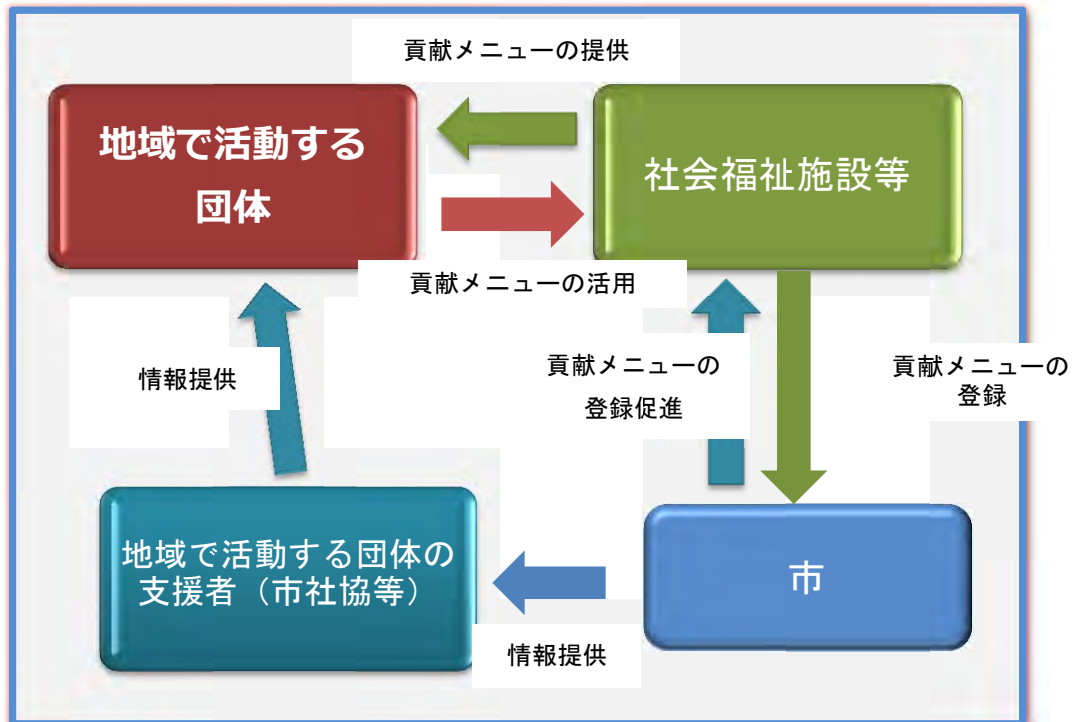 貢献メニューの提供
地域で活動する
団体
社会福祉施設等
貢献メニューの活用
情報提供
貢献メニューの
登録促進
貢献メニューの
登録
地域で活動する団体の
支援者（市社協等）
市
情報提供